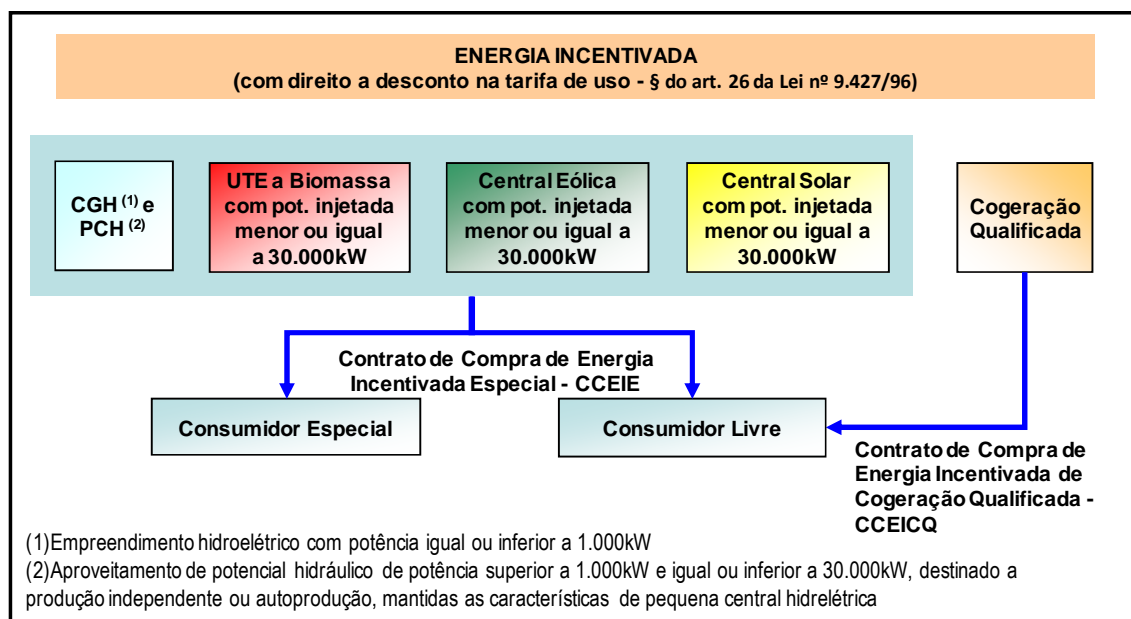 ENERGIA INCENTIVADA
(com direito a desconto na tarifa de uso - § do art. 26 da Lei nº 9.427/96)
CGH (1) e
PCH (2)
UTE a Biomassa
com pot. injetada
menor ou igual
a 30.000kW
Central Eólica
com pot. injetada
menor ou igual a
30.000kW
Central Solar
com pot. injetada
menor ou igual a
30.000kW
Cogeração
Qualificada
Contrato de Compra de Energia
Incentivada Especial - CCEIE
Consumidor Especial
Consumidor Livre
Contrato de Compra de
Energia Incentivada de
Cogeração Qualificada -
CCEICQ
(1)Empreendimento hidroelétrico com potência igual ou inferior a 1.000kW
(2)Aproveitamento de potencial hidráulico de potência superior a 1.000kW e igual ou inferior a 30.000kW, destinado a
produção independente ou autoprodução, mantidas as características de pequena central hidrelétrica